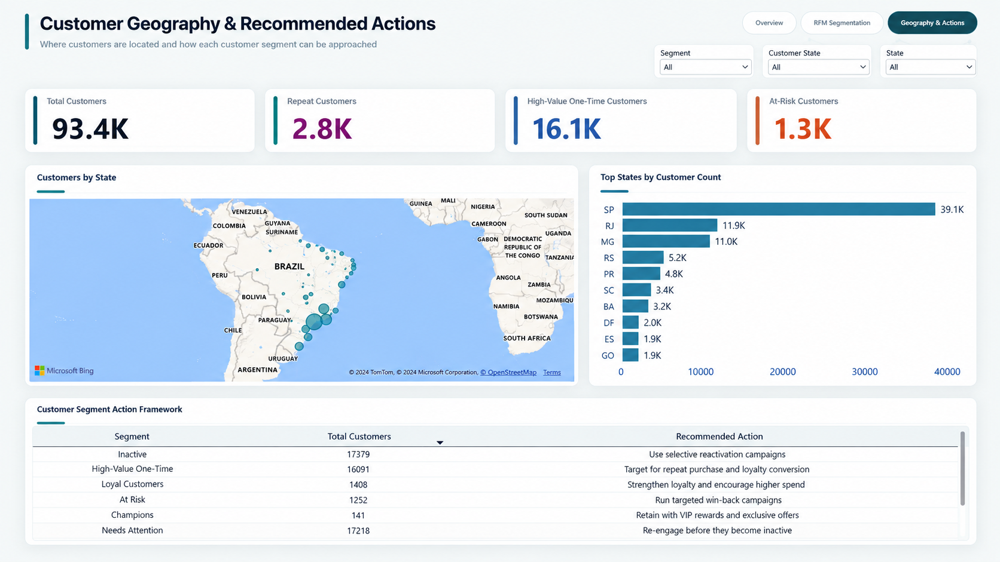 Customer Geography & Recommended Actions
Where customers are located and how each customer segment can be approached
Overview
RFM Segmentation
Geography & Actions
Segment
All
Customer State
All
State
All
Total Customers
93.4K
Repeat Customers
2.8K
High-Value One-Time Customers
16.1K
At-Risk Customers
1.3K
Customers by State
VENEZUELA
COLOMBIA
GUYANA
SURINAME
ECUADOR
BRAZIL
PERU
BOLIVIA
PARAGUAY
CHILE
URUGUAY
ARGENTINA
GUINEA
MALI
NIGERIA
SOUTH SUDAN
CAMEROON
UGANDA
GABON
DEMOCRATIC
REPUBLIC OF
THE CONGO
TANZANIA
ANGOLA
ZAMBIA
MOZAMBIQU
NAMIBIA
BOTSWANA
SOUTH AFRICA
Microsoft Bing
© 2024 TomTom, © 2024 Microsoft Corporation, © OpenStreetMap Terms
Top States by Customer Count
SP 39.1K
RJ 11.9K
MG 11.0K
RS 5.2K
PR 4.8K
SC 3.4K
BA 3.2K
DF 2.0K
ES 1.9K
GO 1.9K
0 10000 20000 30000 40000
Customer Segment Action Framework
Segment Total Customers Recommended Action
Inactive 17379 Use selective reactivation campaigns
High-Value One-Time 16091 Target for repeat purchase and loyalty conversion
Loyal Customers 1408 Strengthen loyalty and encourage higher spend
At Risk 1252 Run targeted win-back campaigns
Champions 141 Retain with VIP rewards and exclusive offers
Needs Attention 17218 Re-engage before they become inactive